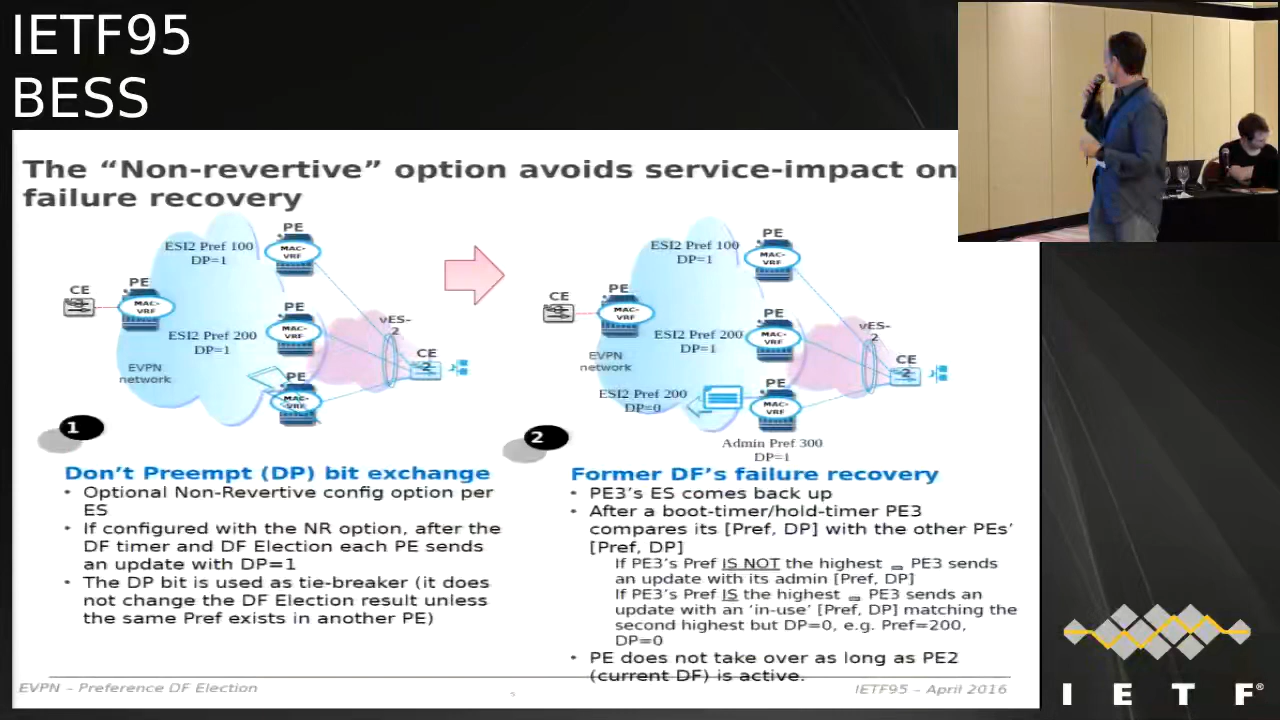 IETF95
BESS
The “Non-revertive” option avoids service-impact on
failure recovery
PE
ESI2 Pref 100
DP=1
MAC-
VRF
CE
PE
MAC-
VRF
PE
ESI2 Pref 200
DP=1
MAC-
VRF
vES-
2
CE
2
EVPN
network
PE
MAC-
VRF
1
PE
ESI2 Pref 100
DP=1
MAC-
VRF
CE
PE
MAC-
VRF
PE
ESI2 Pref 200
DP=1
MAC-
VRF
vES-
2
CE
2
EVPN
network
PE
ESI2 Pref 200
DP=0
MAC-
VRF
Admin Pref 300
DP=1
2
Don’t Preempt (DP) bit exchange
• Optional Non-Revertive config option per
ES
• If configured with the NR option, after the
DF timer and DF Election each PE sends
an update with DP=1
• The DP bit is used as tie-breaker (it does
not change the DF Election result unless
the same Pref exists in another PE)
Former DF’s failure recovery
• PE3’s ES comes back up
• After a boot-timer/hold-timer PE3
compares its [Pref, DP] with the other PEs’
[Pref, DP]
If PE3’s Pref IS NOT the highest PE3 sends
an update with its admin [Pref, DP]
If PE3’s Pref IS the highest PE3 sends an
update with an ‘in-use’ [Pref, DP] matching the
second highest but DP=0, e.g. Pref=200,
DP=0
• PE does not take over as long as PE2
(current DF) is active.
EVPN – Preference DF Election
IETF95 – April 2016
I E T F®